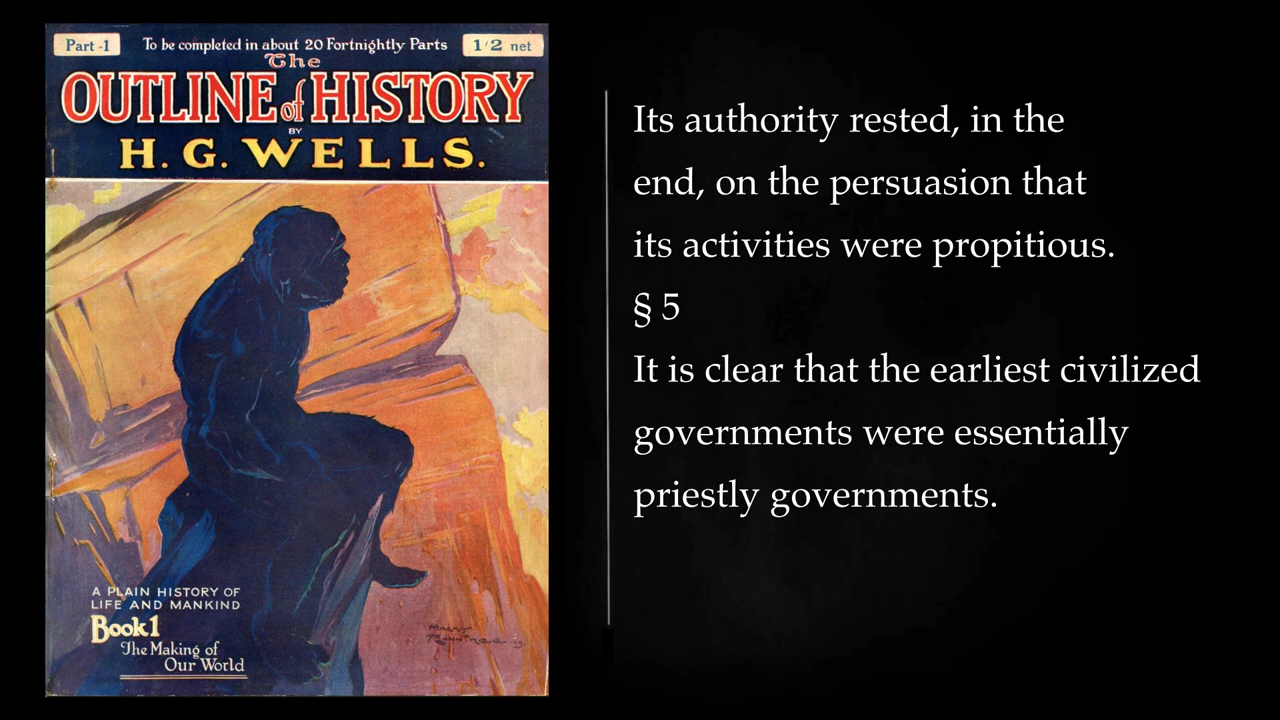 Part -1
To be completed in about 20 Fortnightly Parts
1/2 net
The
OUTLINE of HISTORY
BY
H. G. WELLS.
A PLAIN HISTORY OF
LIFE AND MANKIND
Book 1
The Making of
Our World
Its authority rested, in the
end, on the persuasion that
its activities were propitious.
§ 5
It is clear that the earliest civilized
governments were essentially
priestly governments.